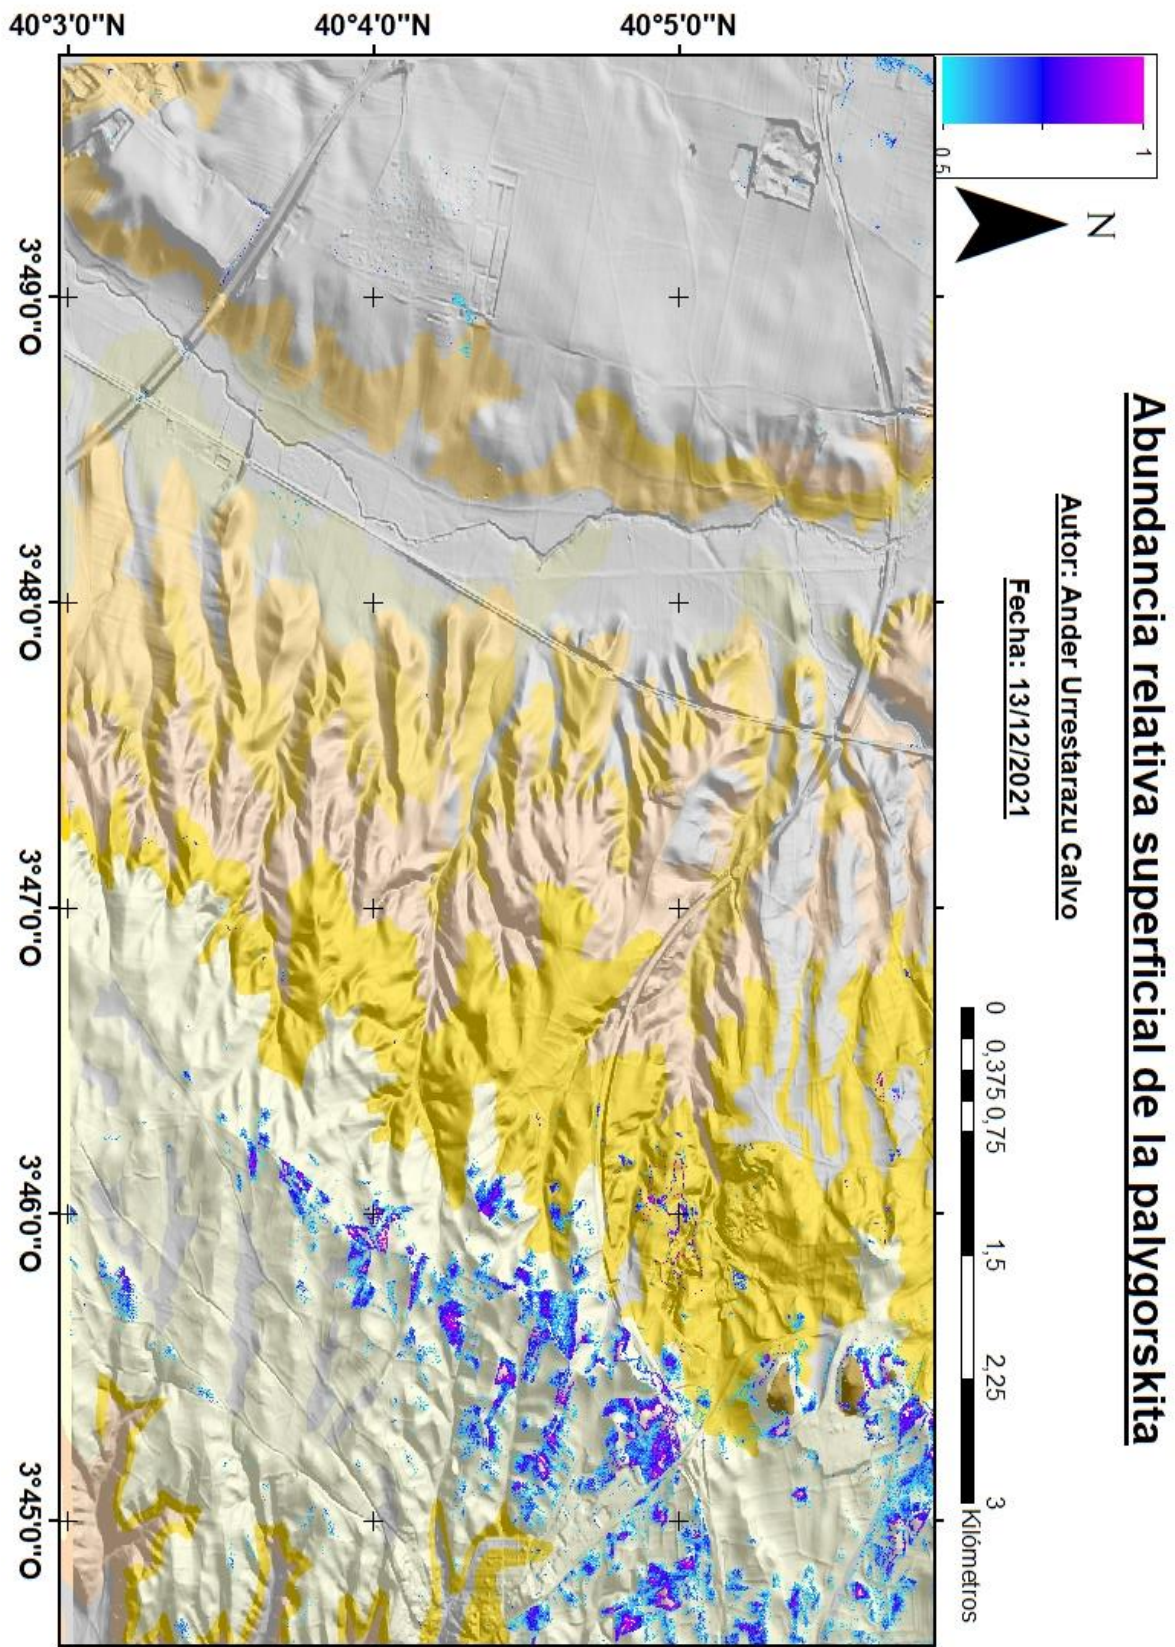 Abundancia relativa superficial de la palygorskita
Autor: Ander Urrestarazu Calvo
Fecha: 13/12/2021
N
1
0.5
0 0,375 0,75 1,5 2,25 3
Kilómetros
3°49'0"O 3°48'0"O 3°47'0"O 3°46'0"O 3°45'0"O
40°5'0"N
40°4'0"N
40°3'0"N